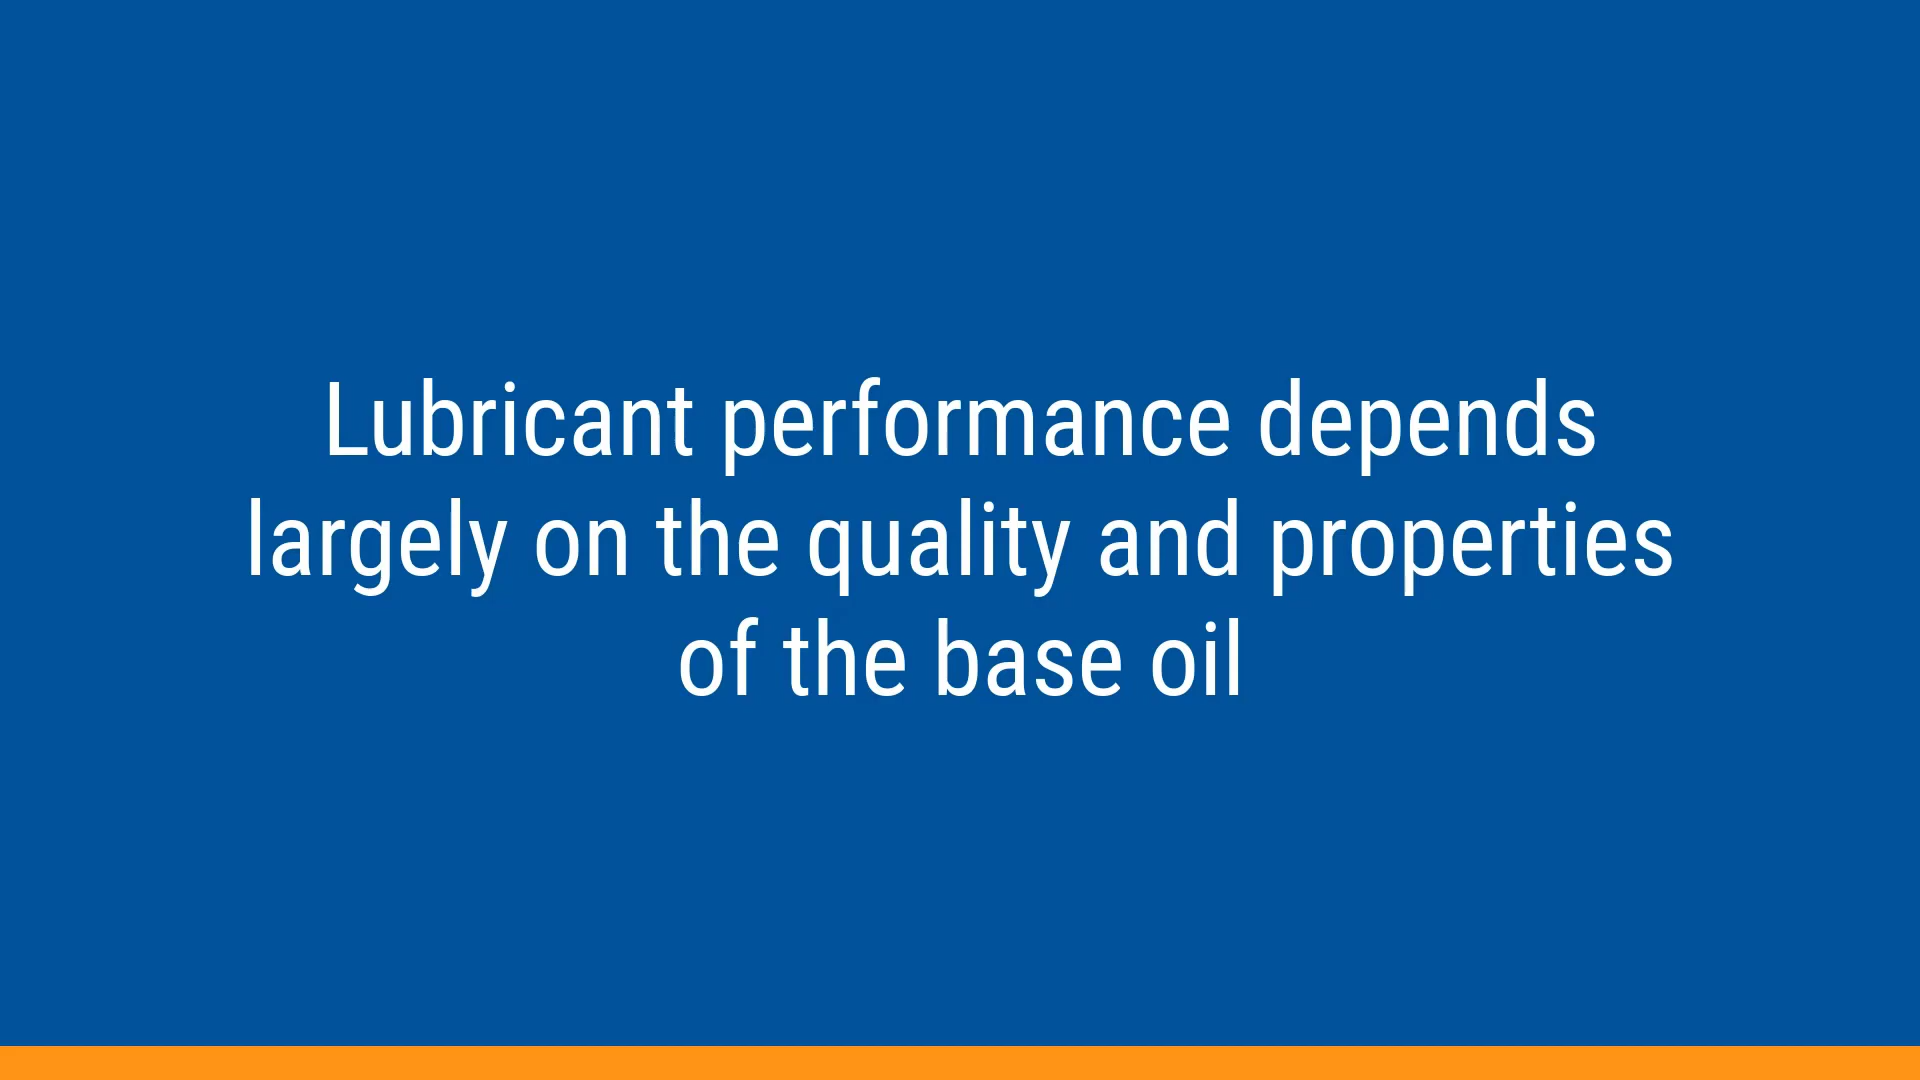 Lubricant performance depends
largely on the quality and properties
of the base oil